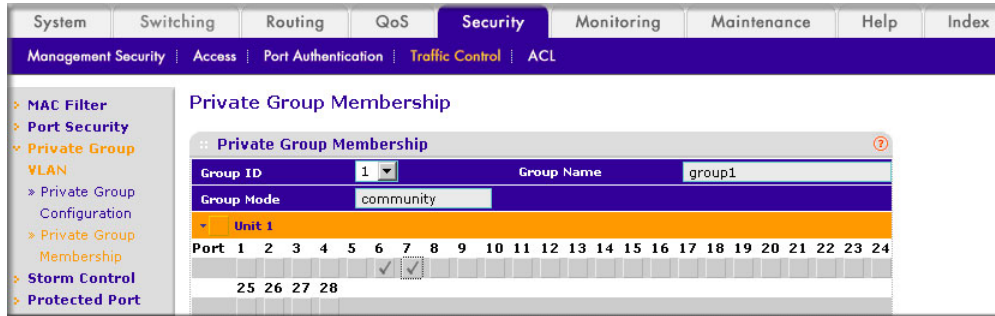 System Switching Routing QoS Security Monitoring Maintenance Help Index
Management Security Access Port Authentication Traffic Control ACL
MAC Filter
Port Security
Private Group
VLAN
» Private Group
Configuration
» Private Group
Membership
Storm Control
Protected Port
Private Group Membership
Private Group Membership ?
Group ID 1 Group Name group1
Group Mode community
Unit 1
Port 1 2 3 4 5 6 7 8 9 10 11 12 13 14 15 16 17 18 19 20 21 22 23 24
25 26 27 28